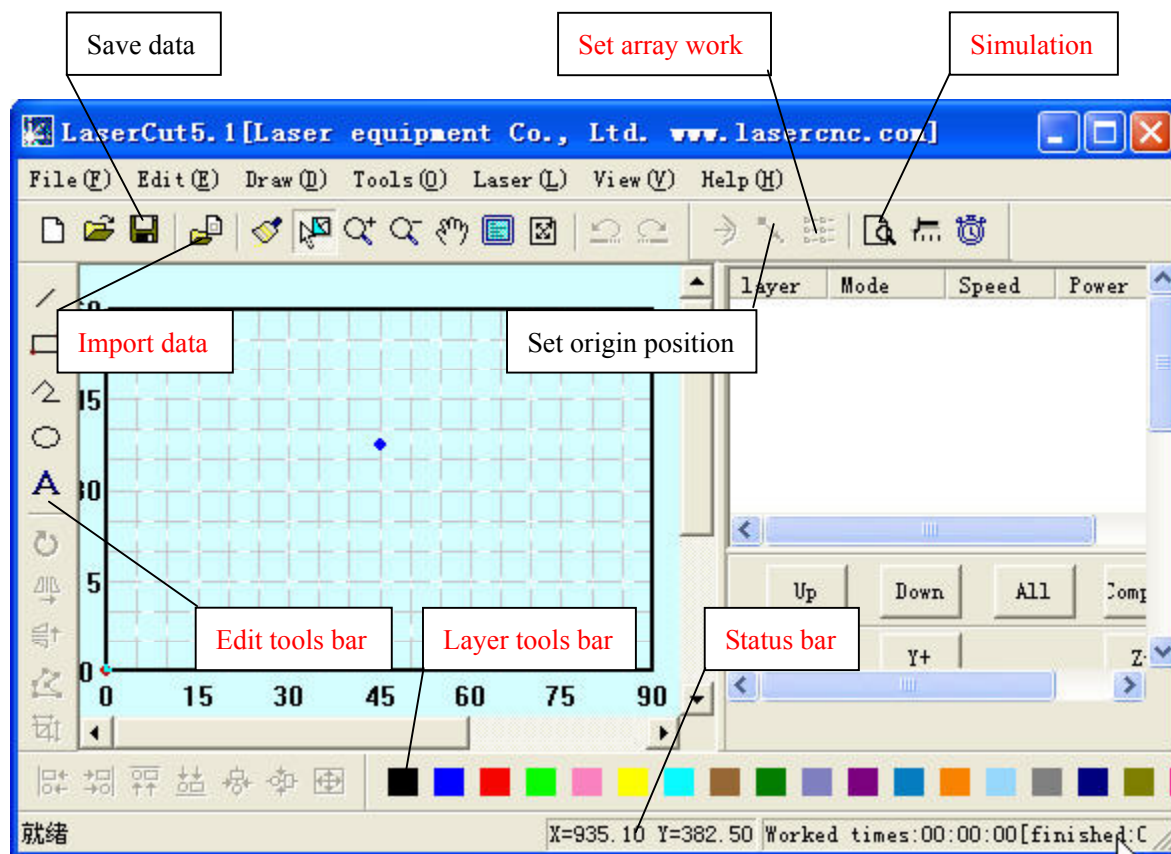 Save data
Set array work
Simulation
LaserCut5.1[Laser equipment Co., Ltd. www.lasercnc.com]
File(F) Edit(E) Draw(D) Tools(O) Laser(L) View(V) Help(H)
layer Mode Speed Power
Import data
Set origin position
15
30
5
Up Down All Comp
Edit tools bar
Layer tools bar
Status bar
Y+ Z
0
0 15 30 45 60 75 90
就绪
X=935.10 Y=382.50 Worked times:00:00:00[finished: